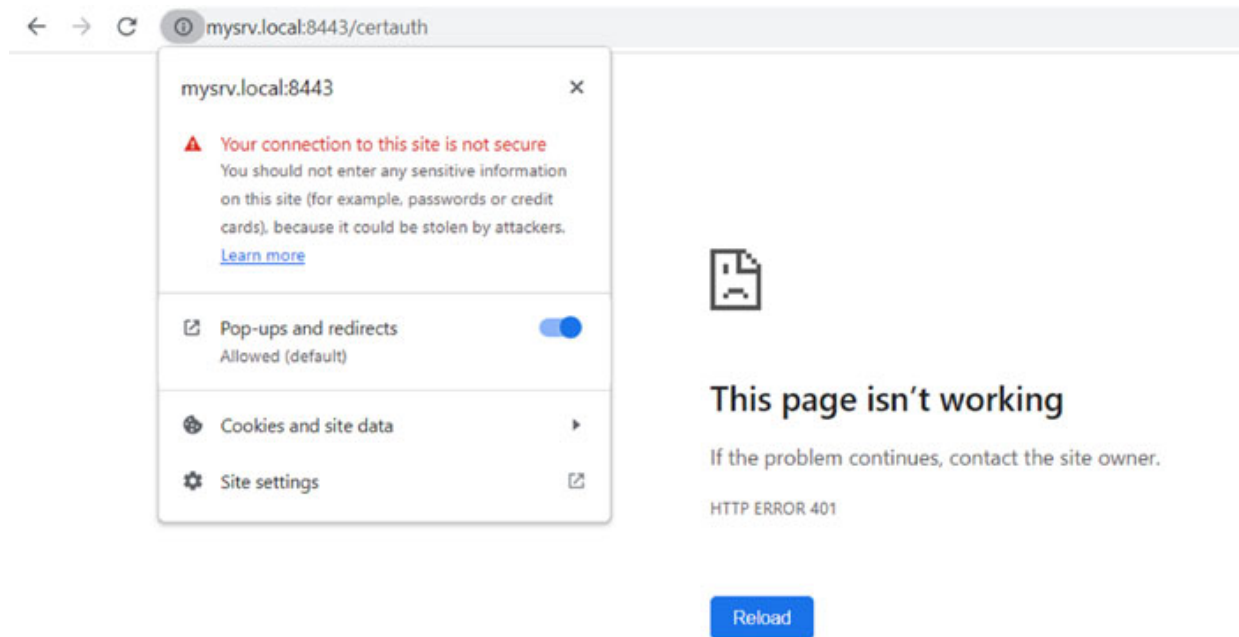 mysrv.local:8443/certauth
mysrv.local:8443
Your connection to this site is not secure
You should not enter any sensitive information
on this site (for example, passwords or credit
cards), because it could be stolen by attackers.
Learn more
Pop-ups and redirects
Allowed (default)
Cookies and site data
Site settings
This page isn't working
If the problem continues, contact the site owner.
HTTP ERROR 401
Reload